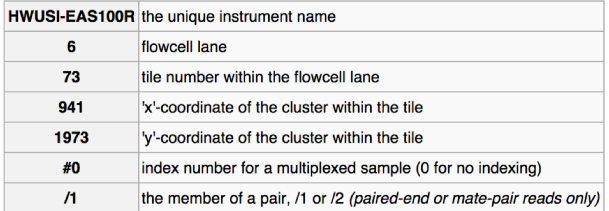 HWUSI-EAS100R the unique instrument name
6 flowcell lane
73 tile number within the flowcell lane
941 'x'-coordinate of the cluster within the tile
1973 'y'-coordinate of the cluster within the tile
#0 index number for a multiplexed sample (0 for no indexing)
/1 the member of a pair, /1 or /2 (paired-end or mate-pair reads only)